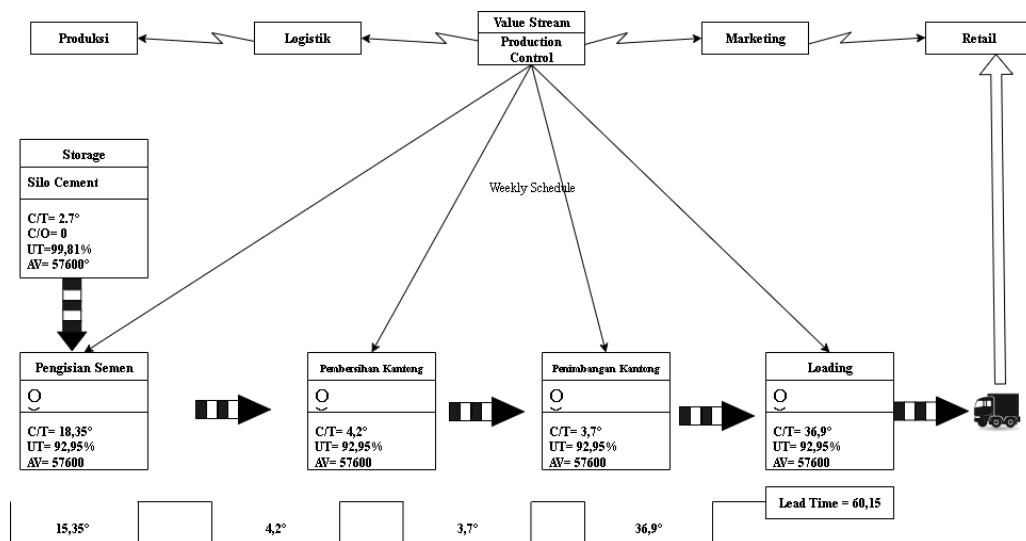 Value Stream
Produksi
Logistik
Production
Control
Marketing
Retail
Storage
Silo Cement
C/T= 2.7°
C/O= 0
UT=99,81%
AV= 57600°
Weekly Schedule
Pengisian Semen
O
C/T= 18,35°
UT= 92,95%
AV= 57600
Pembersihan Kantong
O
C/T= 4,2°
UT= 92,95%
AV= 57600
Penimbangan Kantong
O
C/T= 3,7°
UT= 92,95%
AV= 57600
Loading
O
C/T= 36,9°
UT= 92,95%
AV= 57600
15,35°
4,2°
3,7°
36,9°
Lead Time = 60,15